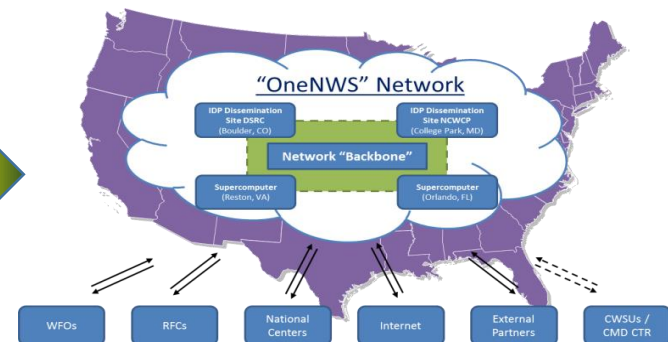 “OneNWS” Network
IDP Dissemination
Site DSRC
(Boulder, CO)
IDP Dissemination
Site NCWCP
(College Park, MD)
Network “Backbone”
Supercomputer
(Reston, VA)
Supercomputer
(Orlando, FL)
WFOs
RFCs
National
Centers
Internet
External
Partners
CWSUs /
CMD CTR